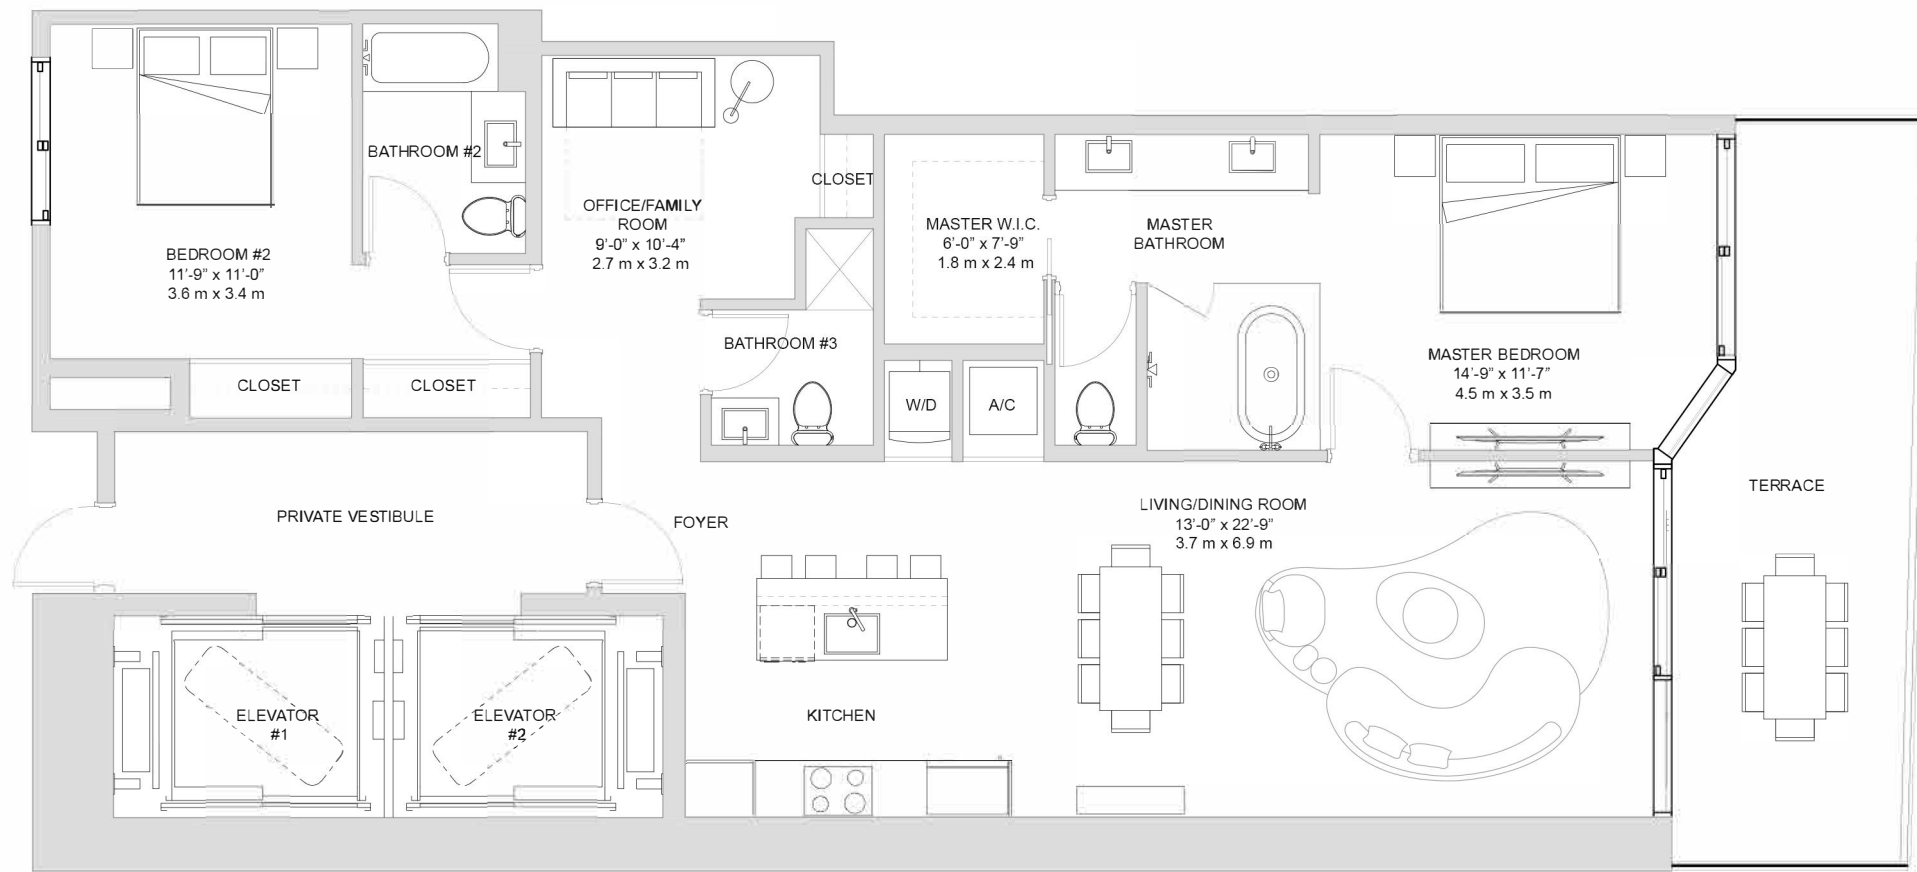 BATHROOM #2
CLOSET
OFFICE/FAMILY
ROOM
9'-0" x 10'-4"
2.7 m x 3.2 m
BEDROOM #2
11'-9" x 11'-0"
3.6 m x 3.4 m
MASTER W.I.C.
6'-0" x 7'-9"
1.8 m x 2.4 m
MASTER
BATHROOM
BATHROOM #3
MASTER BEDROOM
14'-9" x 11'-7"
4.5 m x 3.5 m
CLOSET
CLOSET
W/D
A/C
TERRACE
PRIVATE VESTIBULE
FOYER
LIVING/DINING ROOM
13'-0" x 22'-9"
3.7 m x 6.9 m
ELEVATOR
#1
ELEVATOR
#2
KITCHEN